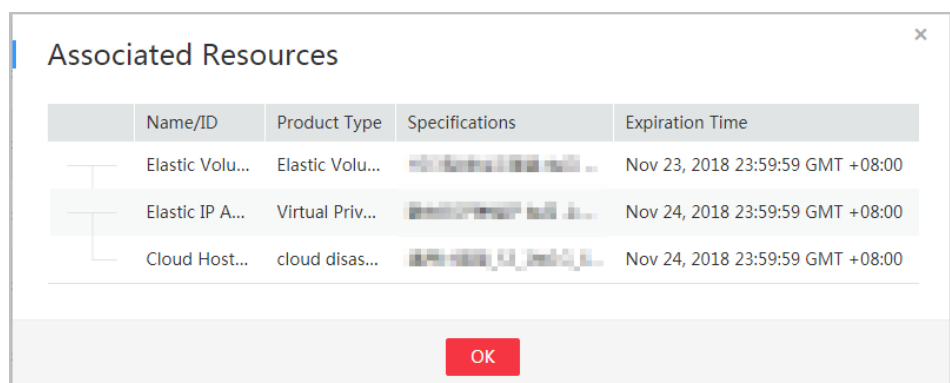 Associated Resources
Name/ID Product Type Specifications Expiration Time
Elastic Volu... Elastic Volu... Nov 23, 2018 23:59:59 GMT +08:00
Elastic IP A... Virtual Priv... Nov 24, 2018 23:59:59 GMT +08:00
Cloud Host... cloud disas... Nov 24, 2018 23:59:59 GMT +08:00
OK